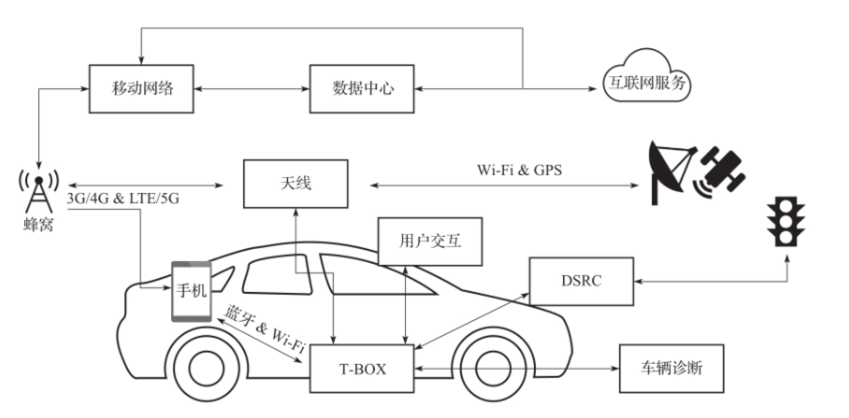 移动网络
数据中心
互联网服务
天线
Wi-Fi & GPS
3G/4G & LTE/5G
蜂窝
用户交互
手机
DSRC
蓝牙 & Wi-Fi
T-BOX
车辆诊断